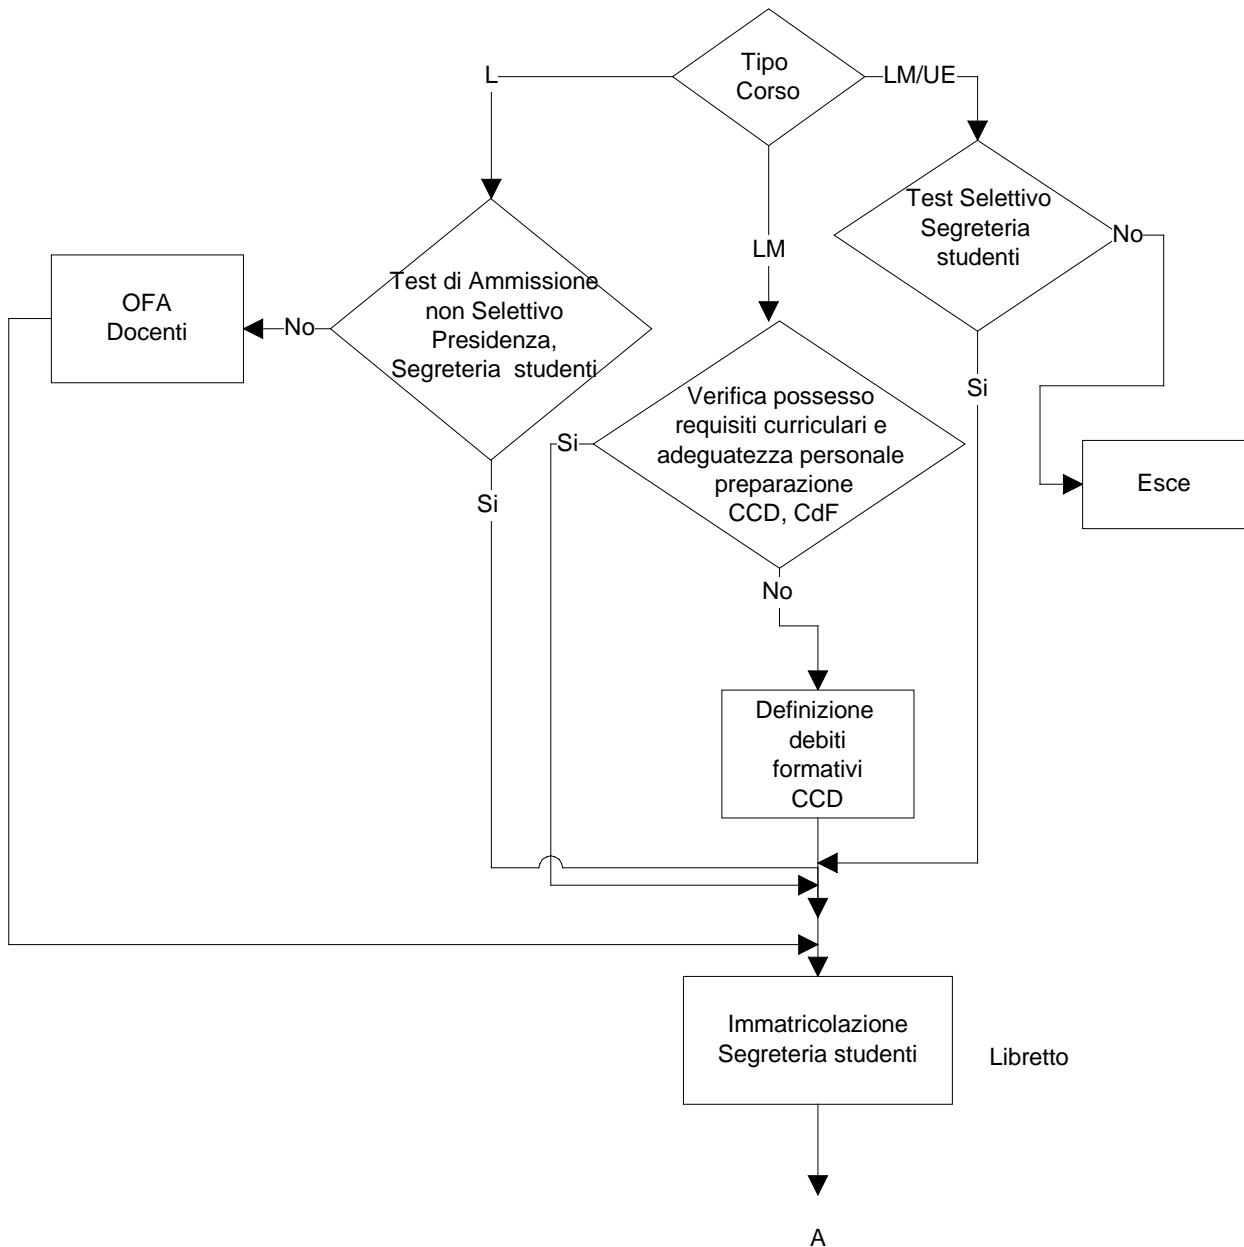 Tipo
Corso
L
LM/UE
LM
Test Selettivo
Segreteria
studenti
No
Si
Test di Ammissione
non Selettivo
Presidenza,
Segreteria studenti
No
Si
OFA
Docenti
Verifica possesso
requisiti curriculari e
adeguatezza personale
preparazione
CCD, CdF
Si
No
Esce
Definizione
debiti
formativi
CCD
Immatricolazione
Segreteria studenti
Libretto
A